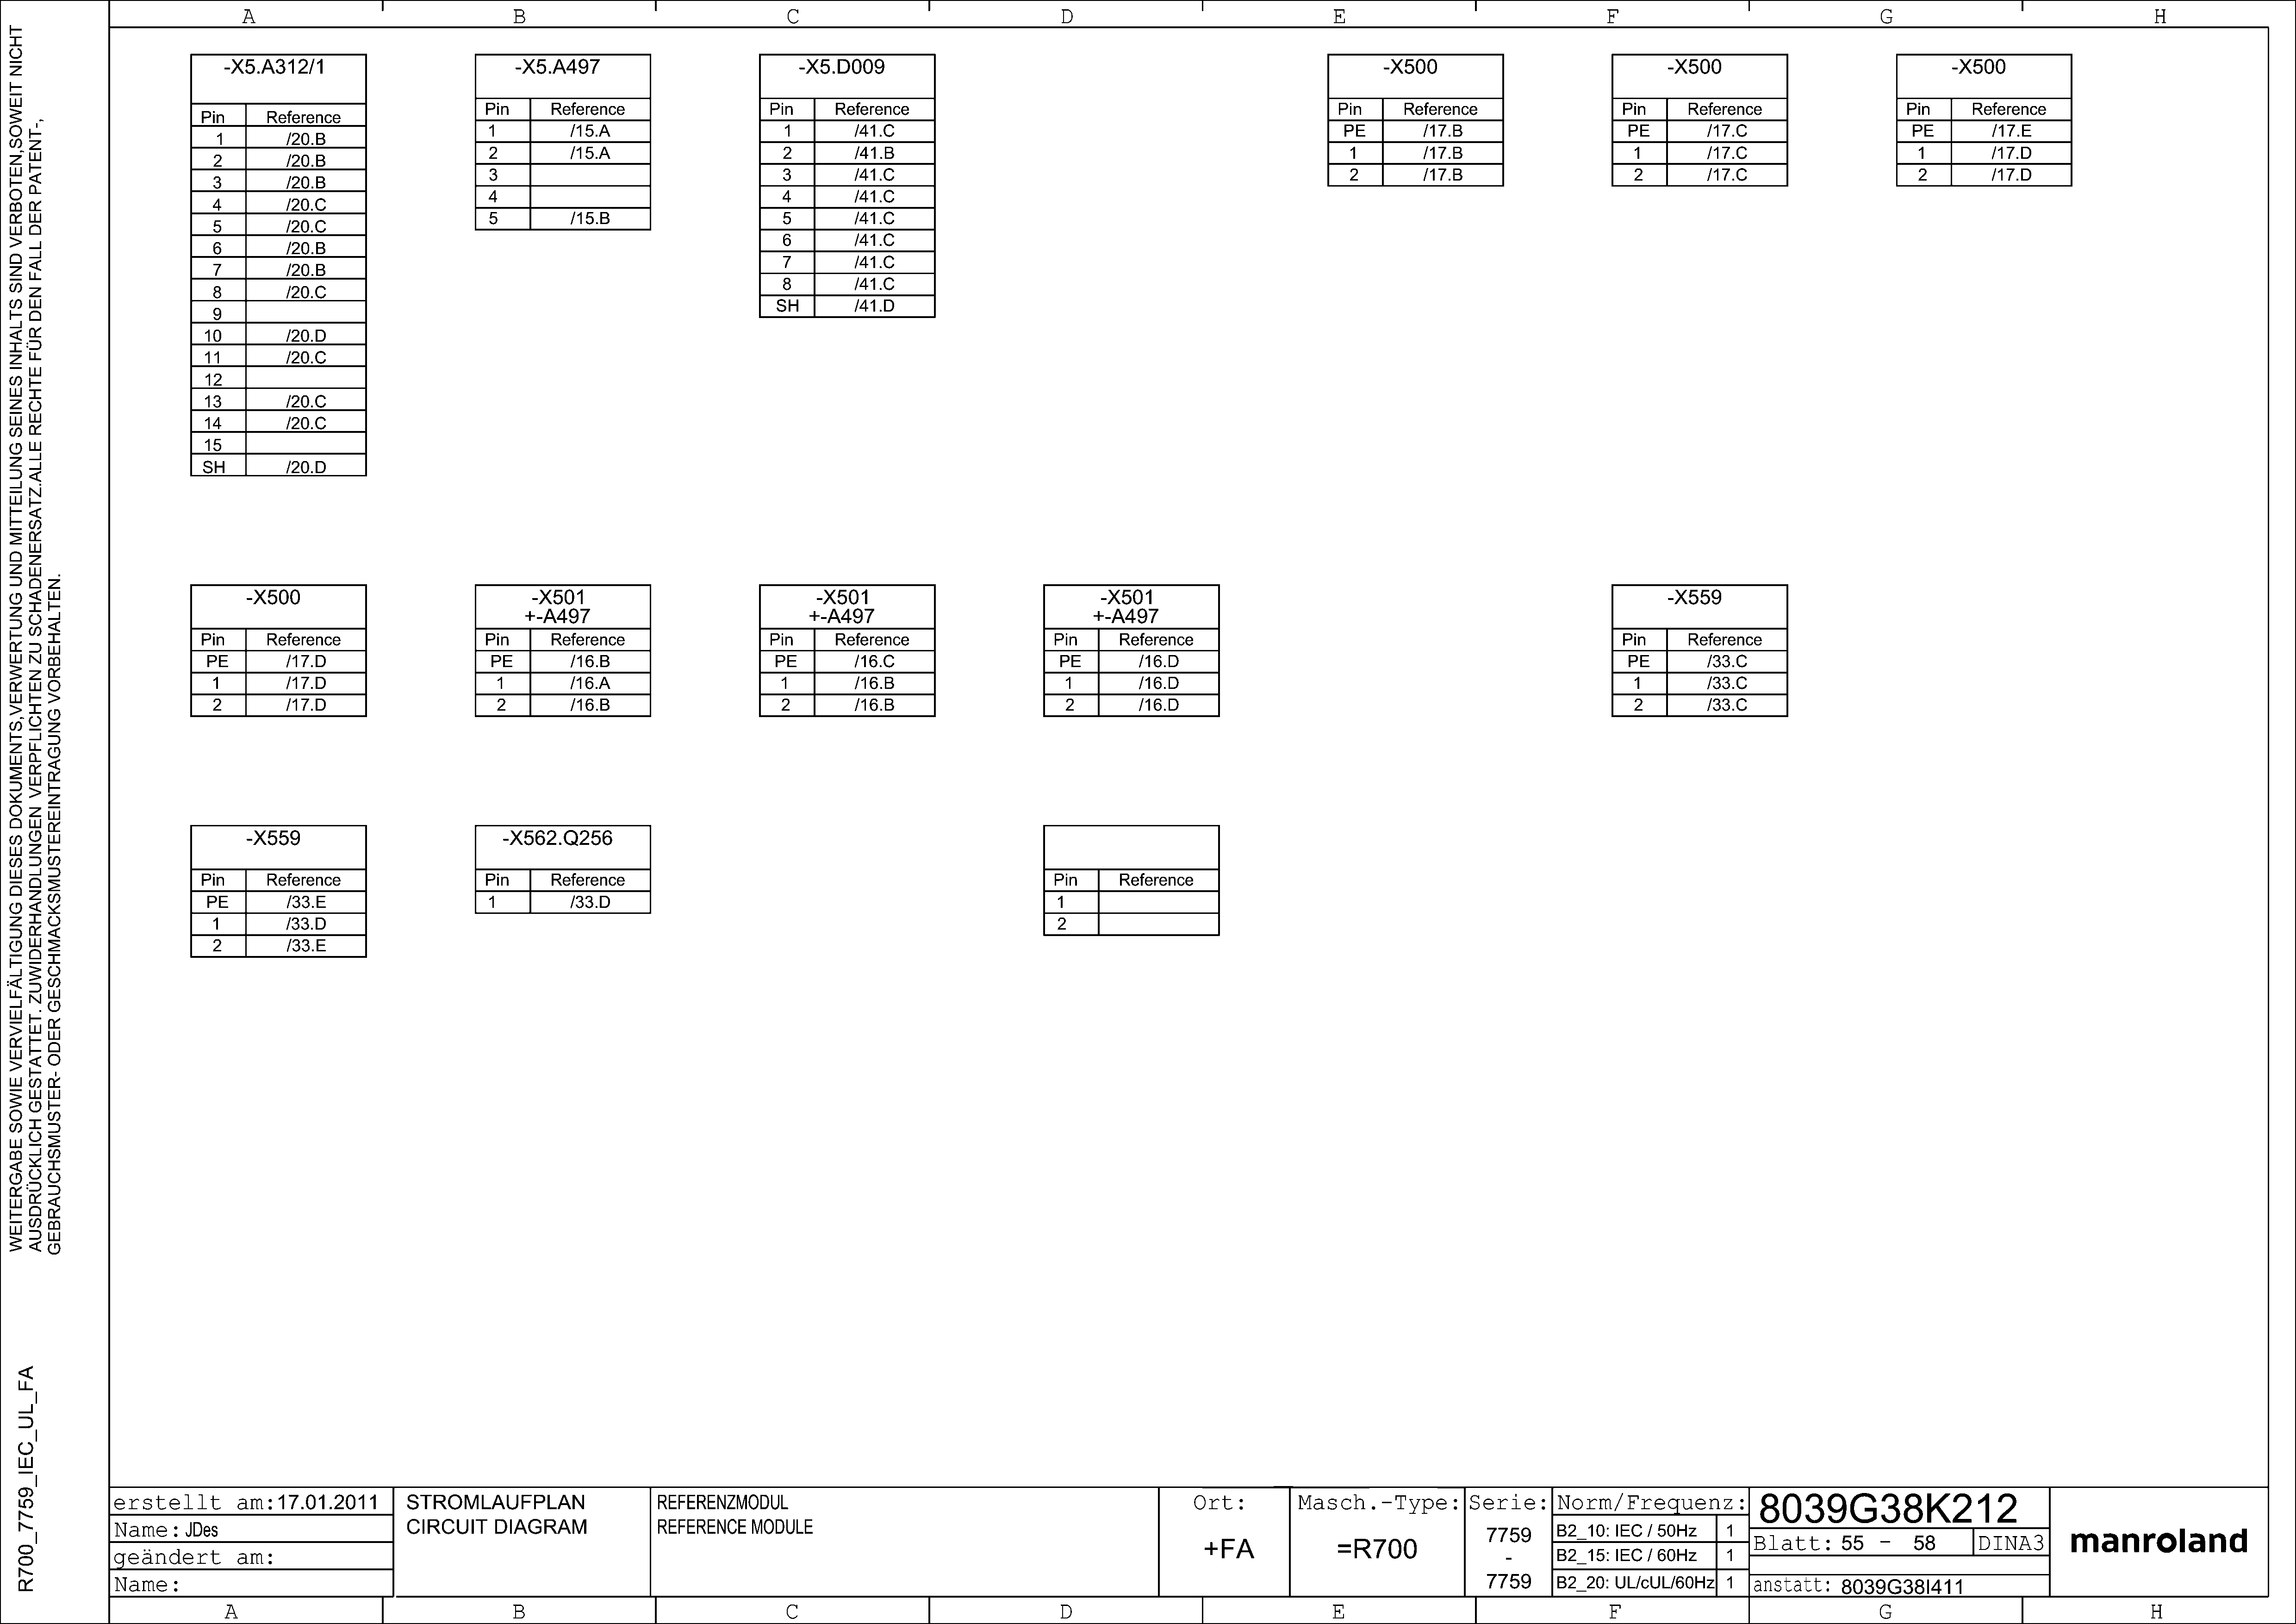 A B C D E F G H
WEITERGABE SOWIE VERVIELFÄLTIGUNG DIESES DOKUMENTS,VERWERTUNG UND MITTEILUNG SEINES INHALTS SIND VERBOTEN,SOWEIT NICHT
AUSDRÜCKLICH GESTATTET. ZUWIDERHANDLUNGEN VERPFLICHTEN ZU SCHADENERSATZ.ALLE RECHTE FÜR DEN FALL DER PATENT-,
GEBRAUCHSMUSTER- ODER GESCHMACKSMUSTEREINTRAGUNG VORBEHALTEN.
R700_7759_IEC_UL_FA
-X5.A312/1
Pin Reference
1 /20.B
2 /20.B
3 /20.B
4 /20.C
5 /20.C
6 /20.B
7 /20.B
8 /20.C
9
10 /20.D
11 /20.C
12
13 /20.C
14 /20.C
15
SH /20.D
-X5.A497
Pin Reference
1 /15.A
2 /15.A
3
4
5 /15.B
-X5.D009
Pin Reference
1 /41.C
2 /41.B
3 /41.C
4 /41.C
5 /41.C
6 /41.C
7 /41.C
8 /41.C
SH /41.D
-X500
Pin Reference
PE /17.B
1 /17.B
2 /17.B
-X500
Pin Reference
PE /17.C
1 /17.C
2 /17.C
-X500
Pin Reference
PE /17.E
1 /17.D
2 /17.D
-X500
Pin Reference
PE /17.D
1 /17.D
2 /17.D
-X501
+-A497
Pin Reference
PE /16.B
1 /16.A
2 /16.B
-X501
+-A497
Pin Reference
PE /16.C
1 /16.B
2 /16.B
-X501
+-A497
Pin Reference
PE /16.D
1 /16.D
2 /16.D
-X559
Pin Reference
PE /33.C
1 /33.C
2 /33.C
-X559
Pin Reference
PE /33.E
1 /33.D
2 /33.E
-X562.Q256
Pin Reference
1 /33.D
Pin Reference
1
2
erstellt am:17.01.2011
Name: JDes
geändert am:
Name:
STROMLAUFPLAN
CIRCUIT DIAGRAM
REFERENZMODUL
REFERENCE MODULE
Ort:
+FA
Masch.-Type:
=R700
Serie:
7759
-
7759
Norm/Frequenz:
B2_10: IEC / 50Hz 1
B2_15: IEC / 60Hz 1
B2_20: UL/cUL/60Hz 1
8039G38K212
Blatt: 55 - 58 DINA3
anstatt: 8039G38I411
manroland
A B C D E F G H